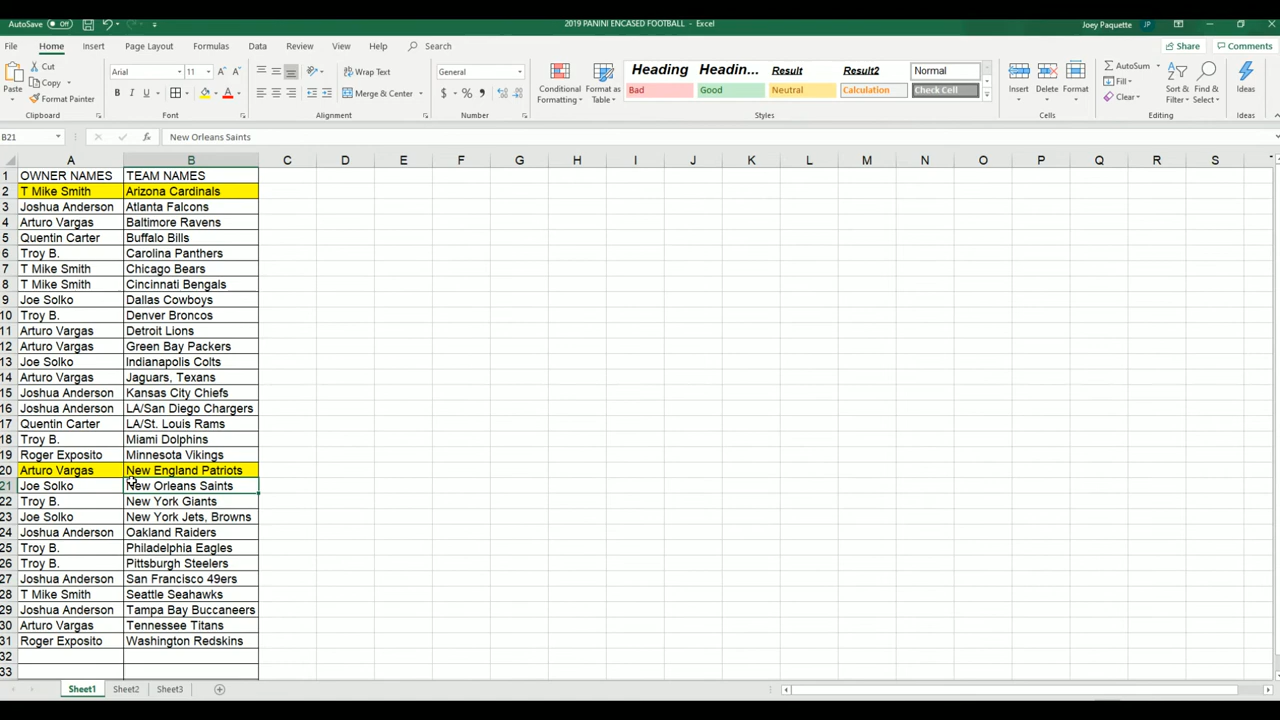 AutoSave Off
2019 PANINI ENCASED FOOTBALL - Excel
Joey Paquette JP
File Home Insert Page Layout Formulas Data Review View Help Search Share Comments
Paste Cut Copy Format Painter Clipboard
Arial 11 B I U Font
Wrap Text Merge & Center Alignment
General $ % , Number
Conditional Formatting Format as Table
Heading Headin... Result Result2 Normal
Bad Good Neutral Calculation Check Cell
Styles
Insert Delete Format Cells
AutoSum Fill Clear Sort & Filter Find & Select Editing
Ideas Ideas
B21 fx New Orleans Saints
A B C D E F G H I J K L M N O P Q R S
1 OWNER NAMES TEAM NAMES
2 T Mike Smith Arizona Cardinals
3 Joshua Anderson Atlanta Falcons
4 Arturo Vargas Baltimore Ravens
5 Quentin Carter Buffalo Bills
6 Troy B. Carolina Panthers
7 T Mike Smith Chicago Bears
8 T Mike Smith Cincinnati Bengals
9 Joe Solko Dallas Cowboys
10 Troy B. Denver Broncos
11 Arturo Vargas Detroit Lions
12 Arturo Vargas Green Bay Packers
13 Joe Solko Indianapolis Colts
14 Arturo Vargas Jaguars, Texans
15 Joshua Anderson Kansas City Chiefs
16 Joshua Anderson LA/San Diego Chargers
17 Quentin Carter LA/St. Louis Rams
18 Troy B. Miami Dolphins
19 Roger Exposito Minnesota Vikings
20 Arturo Vargas New England Patriots
21 Joe Solko New Orleans Saints
22 Troy B. New York Giants
23 Joe Solko New York Jets, Browns
24 Joshua Anderson Oakland Raiders
25 Troy B. Philadelphia Eagles
26 Troy B. Pittsburgh Steelers
27 Joshua Anderson San Francisco 49ers
28 T Mike Smith Seattle Seahawks
29 Joshua Anderson Tampa Bay Buccaneers
30 Arturo Vargas Tennessee Titans
31 Roger Exposito Washington Redskins
32
33
Sheet1 Sheet2 Sheet3